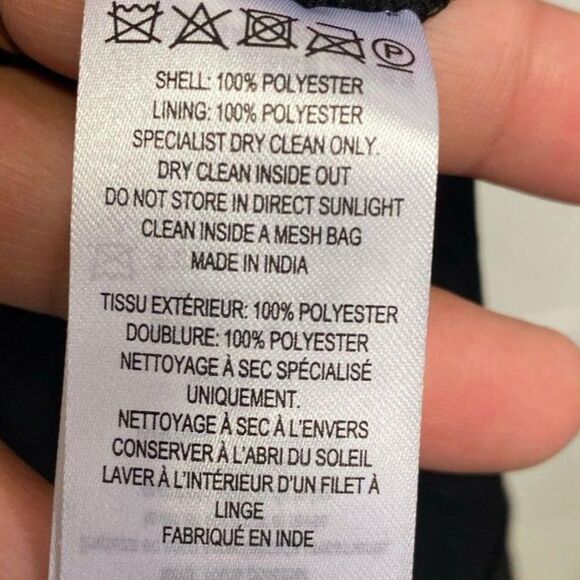 P
SHELL: 100% POLYESTER
LINING: 100% POLYESTER
SPECIALIST DRY CLEAN ONLY.
DRY CLEAN INSIDE OUT
DO NOT STORE IN DIRECT SUNLIGHT
CLEAN INSIDE A MESH BAG
MADE IN INDIA
TISSU EXTÉRIEUR: 100% POLYESTER
DOUBLURE: 100% POLYESTER
NETTOYAGE À SEC SPÉCIALISÉ
UNIQUEMENT.
NETTOYAGE À SEC À L'ENVERS
CONSERVER À L'ABRI DU SOLEIL
LAVER À L'INTÉRIEUR D'UN FILET À
LINGE
FABRIQUÉ EN INDE